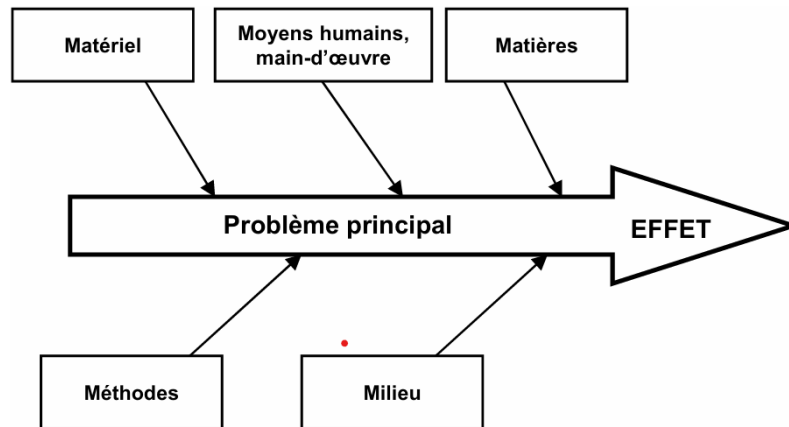 Matériel
Moyens humains,
main-d'œuvre
Matières
Problème principal
EFFET
Méthodes
Milieu